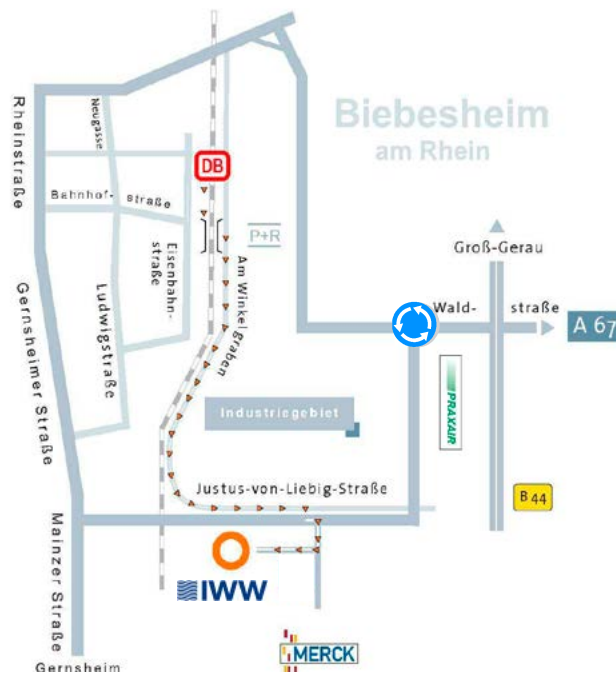 Biebesheim
am Rhein
Rheinstraße
Neugasse
DB
Bahnhof-
straße
Eisenbahn-
straße
P+R
Am Winkelgraben
Groß-Gerau
Wald-
straße
A 67
Gernsheimer Straße
Ludwigstraße
PRAXAIR
Industriegebiet
Justus-von-Liebig-Straße
B 44
Mainzer Straße
IWW
MERCK
Gernsheim